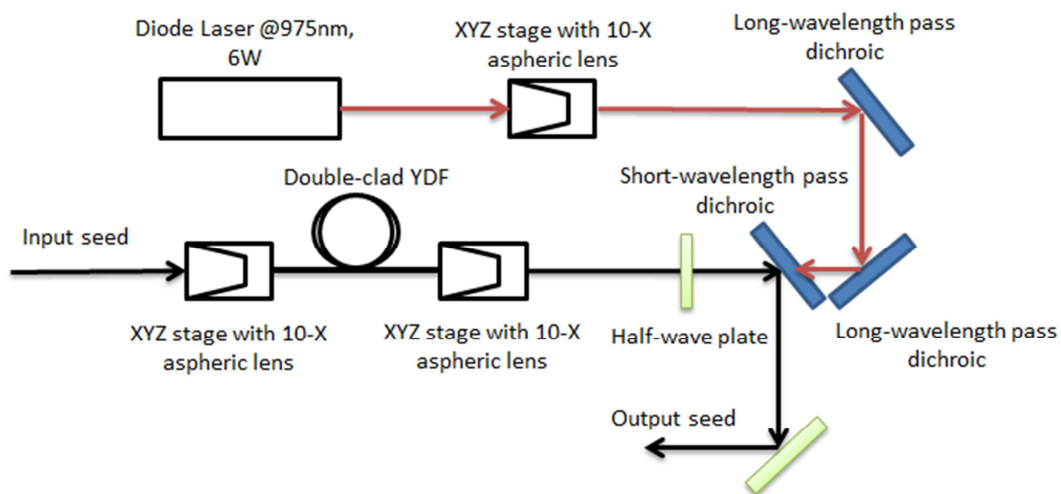 Diode Laser @975nm,
6W
XYZ stage with 10-X
aspheric lens
Long-wavelength pass
dichroic
Double-clad YDF
Short-wavelength pass
dichroic
Input seed
XYZ stage with 10-X
aspheric lens
XYZ stage with 10-X
aspheric lens
Half-wave plate
Long-wavelength pass
dichroic
Output seed